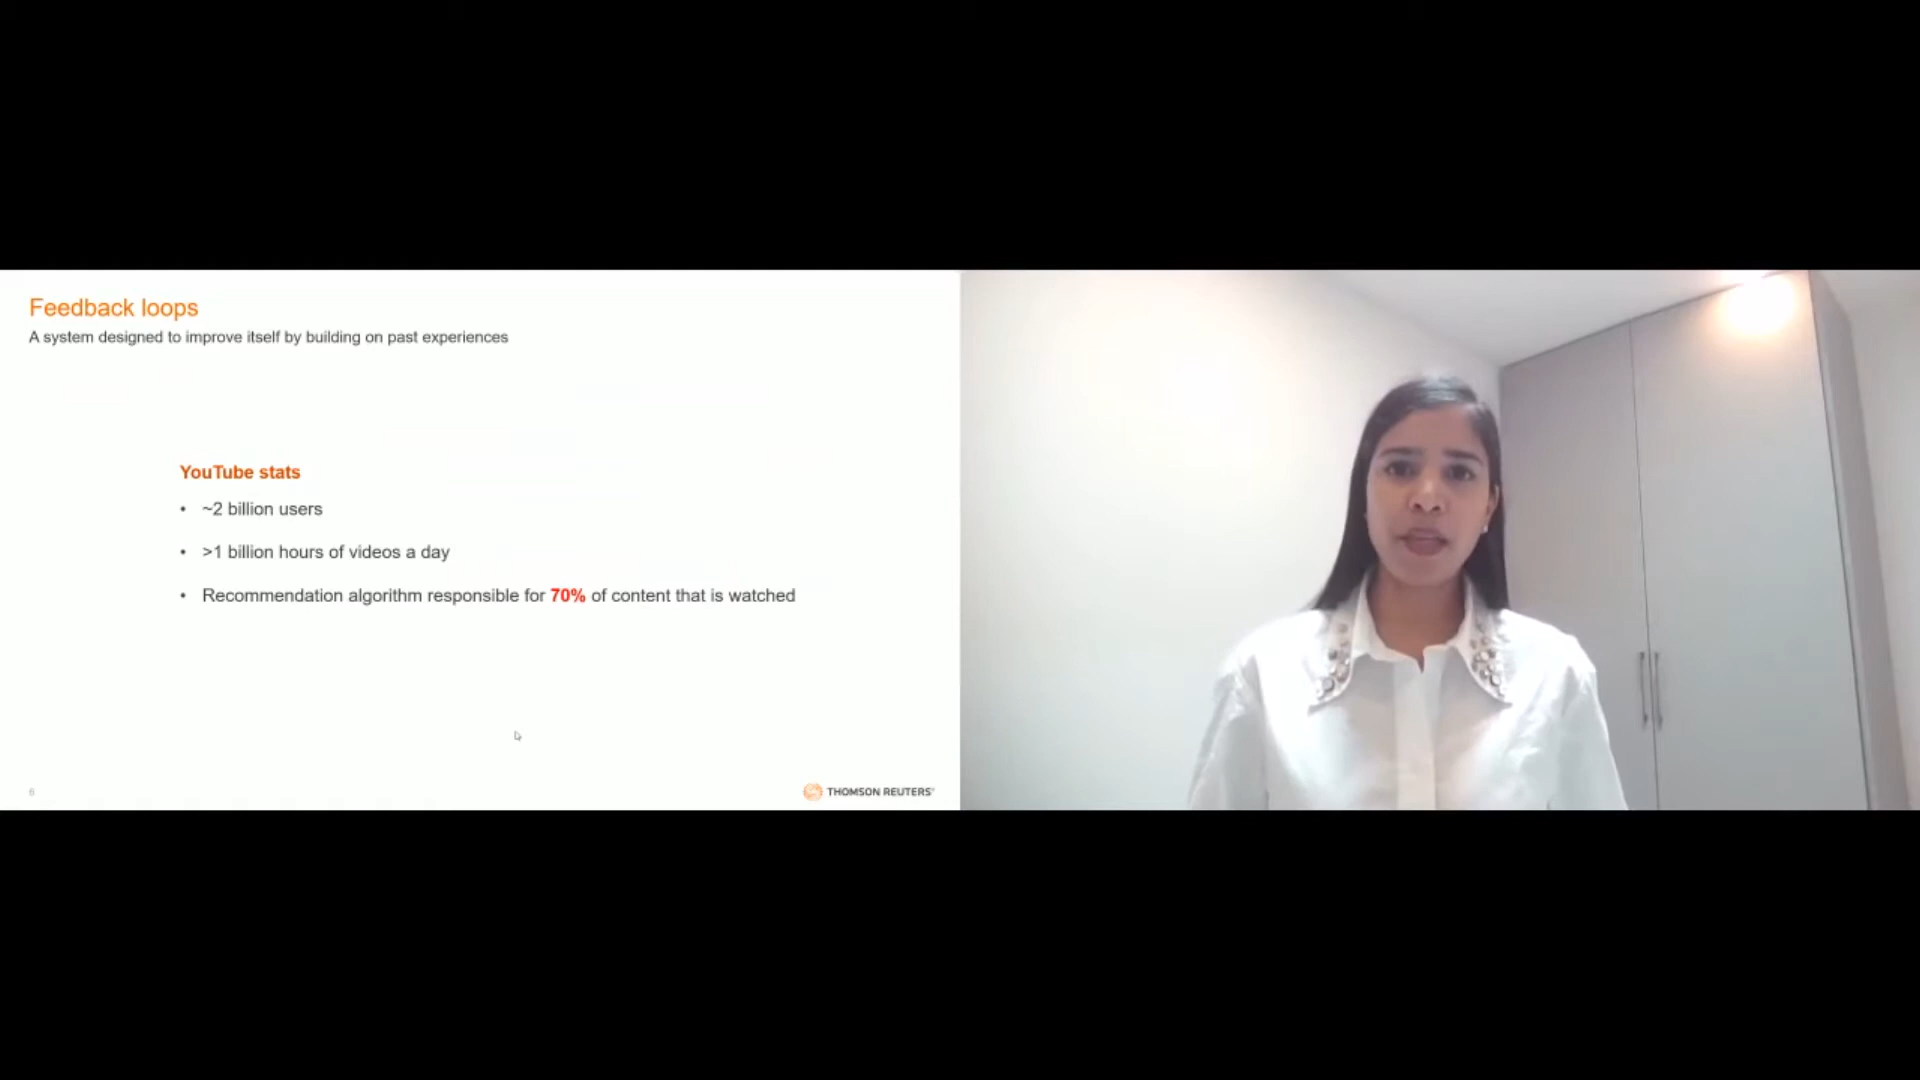 Feedback loops
A system designed to improve itself by building on past experiences
YouTube stats
• ~2 billion users
• >1 billion hours of videos a day
• Recommendation algorithm responsible for 70% of content that is watched
6
THOMSON REUTERS®